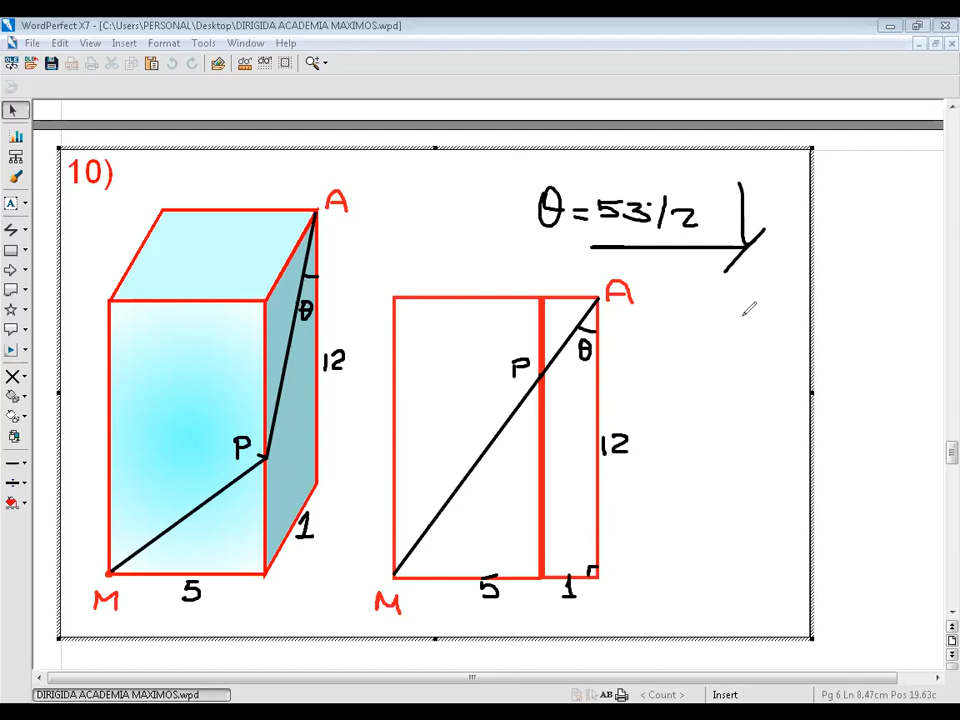 WordPerfect X7 - [C:\Users\PERSONAL\Desktop\DIRIGIDA ACADEMIA MAXIMOS.wpd]
File Edit View Insert Format Tools Window Help
10)
A
θ = 53/2
A
θ
θ
P
12
P
12
1
5
5
1
M
M
DIRIGIDA ACADEMIA MAXIMOS.wpd
AB
< Count >
Insert
Pg 6 Ln 8.47cm Pos 19.63c